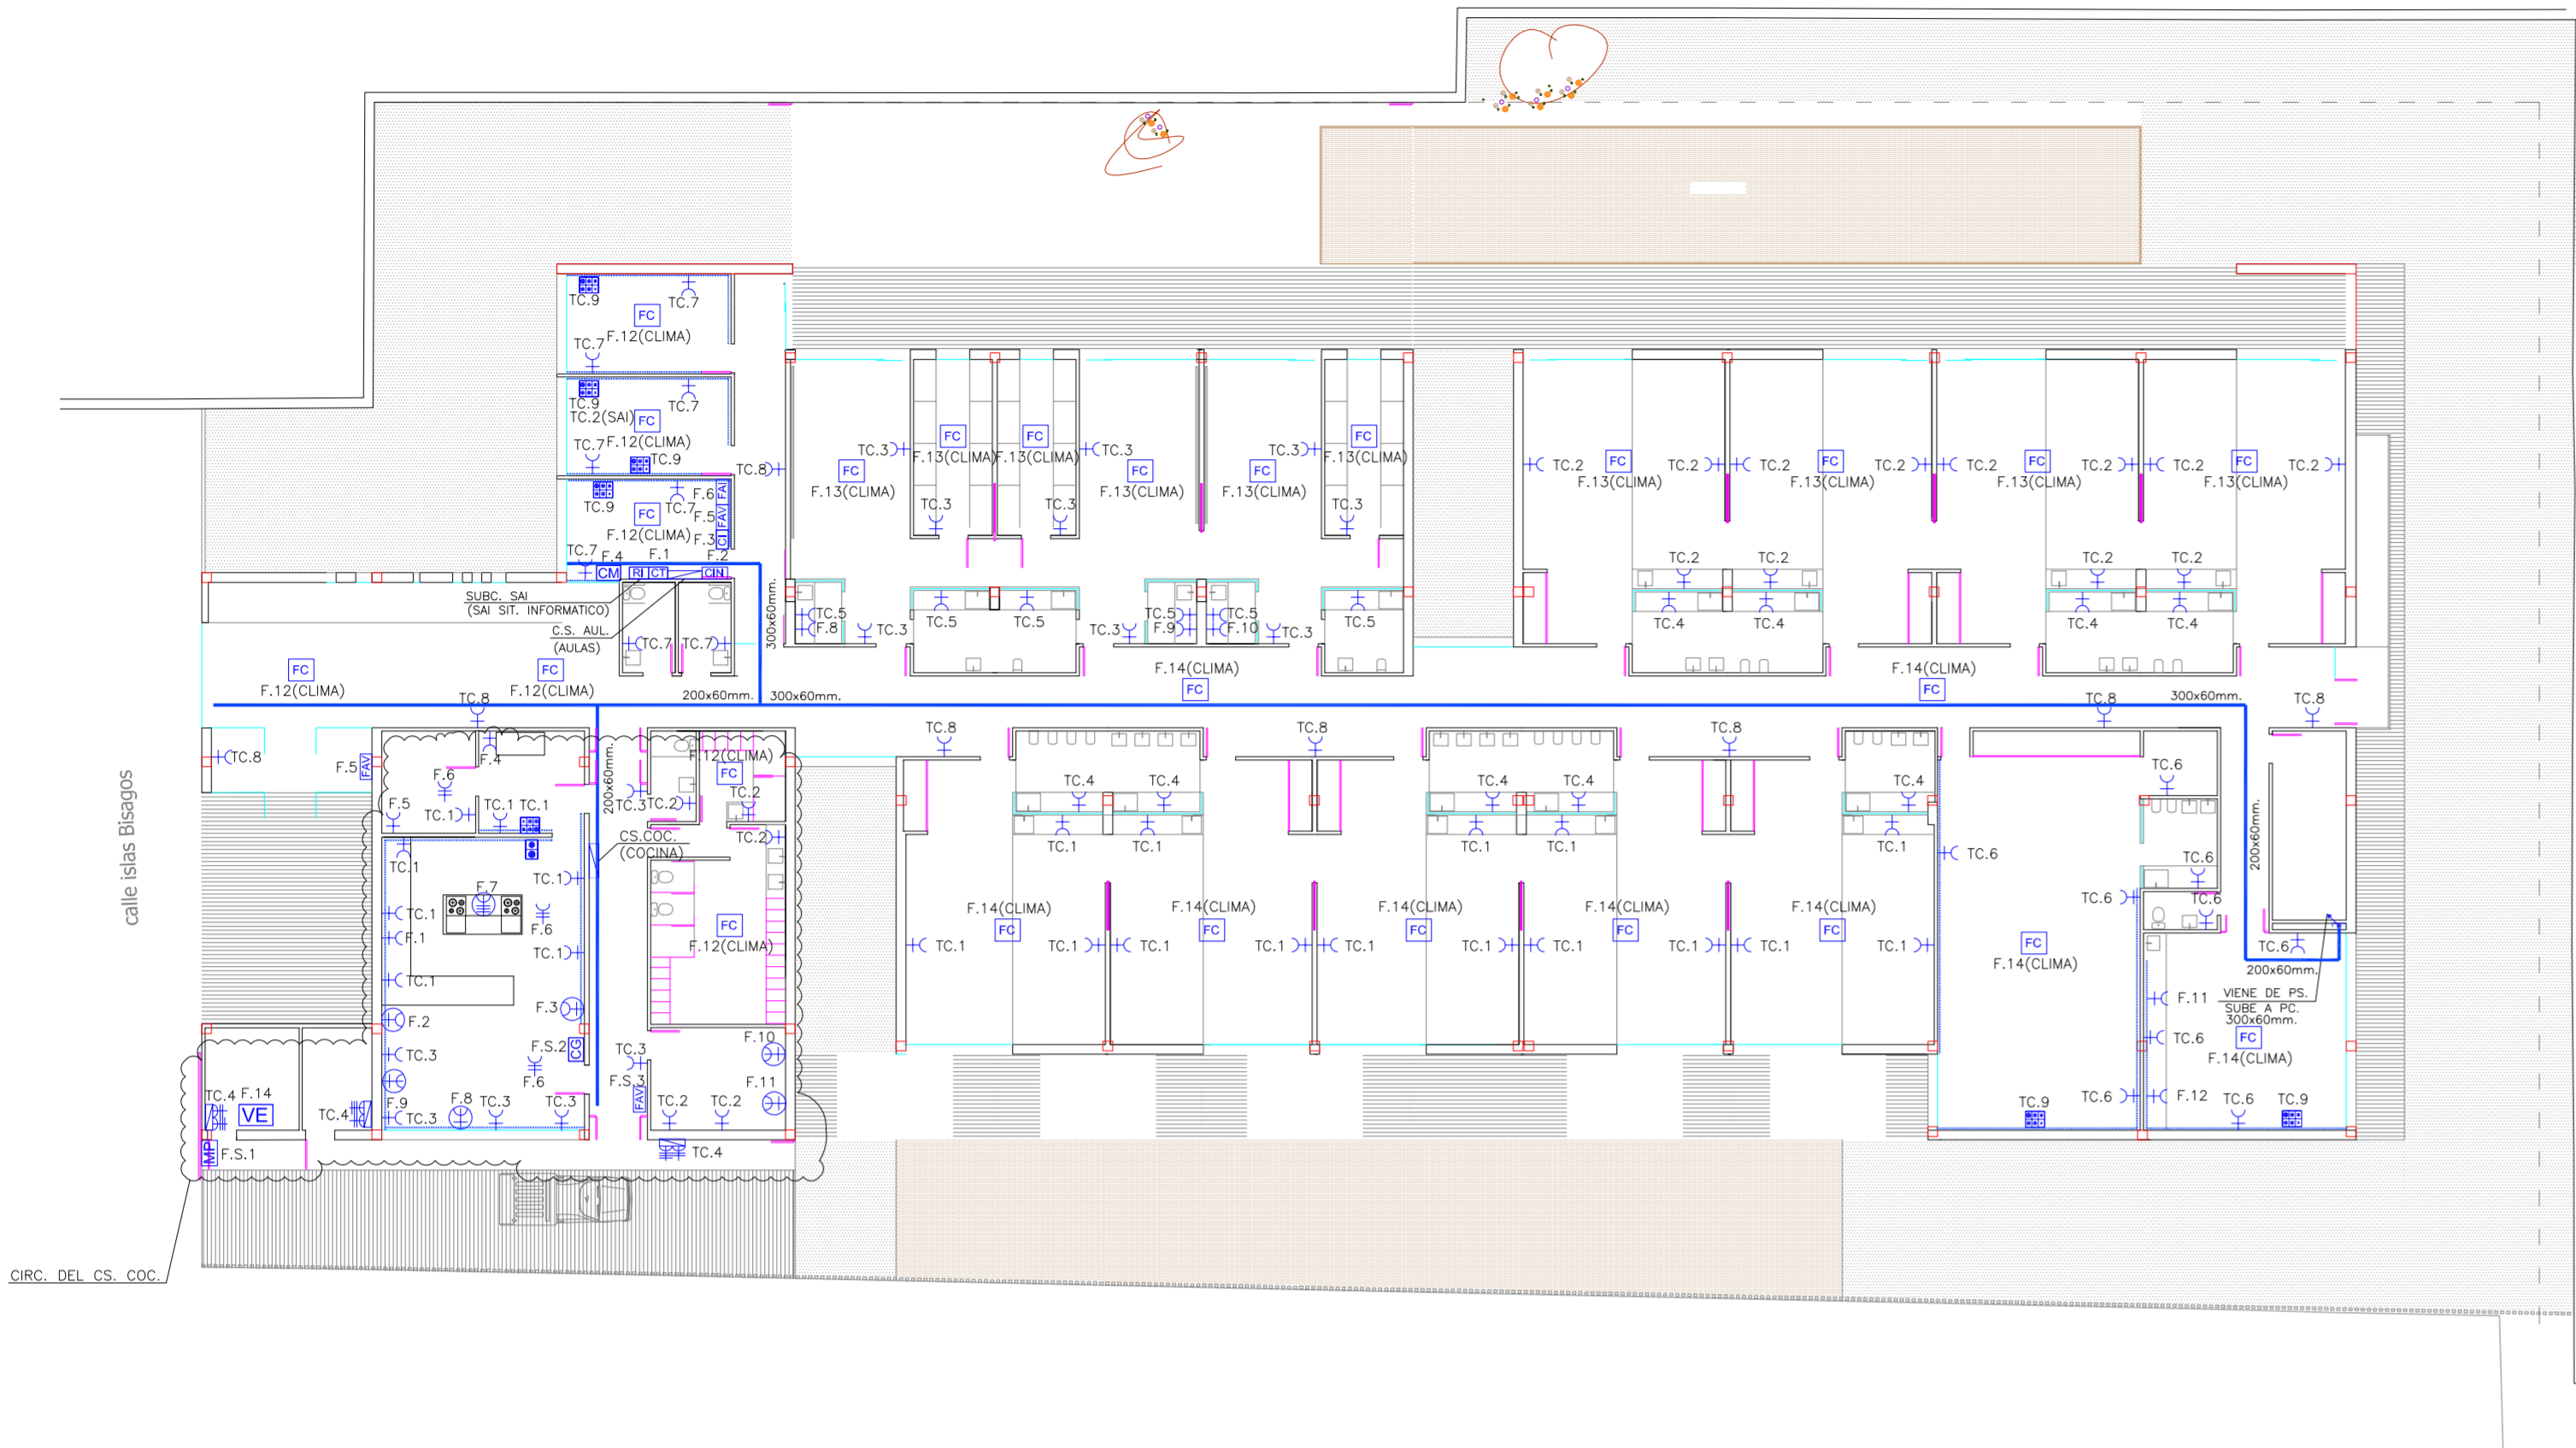 TC.9
TC.7
FC
F.12(CLIMA)
TC.7
TC.9
TC.2(SAI)
FC
TC.7
F.12(CLIMA)
TC.7
TC.9
TC.8
TC.9
FC
TC.7
F.6
FAI
F.5
FAV
F.12(CLIMA)
F.3
CI
TC.7
F.4
F.1
F.2
CM
RI
CT
CIN
SUBC. SAI
(SAI SIT. INFORMATICO)
C.S. AUL.
(AULAS)
TC.7
TC.7
300x60mm.
FC
F.12(CLIMA)
FC
F.12(CLIMA)
TC.8
200x60mm.
300x60mm.
FC
F.13(CLIMA)
TC.3
FC
F.13(CLIMA)
FC
F.13(CLIMA)
TC.3
FC
F.13(CLIMA)
FC
F.13(CLIMA)
TC.3
FC
F.13(CLIMA)
TC.3
TC.3
TC.3
TC.5
F.8
TC.3
TC.5
TC.5
TC.3
TC.5
F.9
TC.5
F.10
TC.3
TC.5
F.14(CLIMA)
FC
TC.2
FC
F.13(CLIMA)
TC.2
TC.2
FC
F.13(CLIMA)
TC.2
TC.2
FC
F.13(CLIMA)
TC.2
TC.2
FC
F.13(CLIMA)
TC.2
TC.2
TC.2
TC.2
TC.2
TC.4
TC.4
TC.4
TC.4
F.14(CLIMA)
FC
300x60mm.
TC.8
TC.8
TC.8
F.5
FAV
F.4
F.6
F.5
TC.1
TC.1
TC.1
200x60mm.
TC.3
TC.2
F.12(CLIMA)
FC
TC.2
TC.2
CS.COC.
(COCINA)
TC.1
TC.1
F.7
TC.1
F.1
F.6
TC.1
TC.1
F.2
F.3
TC.3
F.S.2
CG
F.6
F.9
TC.3
F.8
TC.3
TC.3
FC
F.12(CLIMA)
F.10
TC.3
F.S.3
FAV
F.11
TC.2
TC.2
TC.4
TC.4
F.14
VE
TC.4
MP
F.S.1
CIRC. DEL CS. COC.
calle islas Bisagos
TC.8
TC.8
TC.8
TC.4
TC.4
TC.4
TC.4
TC.4
TC.1
TC.1
TC.1
TC.1
TC.1
F.14(CLIMA)
FC
F.14(CLIMA)
FC
F.14(CLIMA)
FC
F.14(CLIMA)
FC
F.14(CLIMA)
FC
TC.1
TC.1
TC.1
TC.1
TC.1
TC.1
TC.1
TC.1
TC.1
TC.1
TC.6
TC.6
TC.6
TC.6
TC.6
200x60mm.
FC
F.14(CLIMA)
TC.6
200x60mm.
F.11
VIENE DE PS.
SUBE A PC.
300x60mm.
TC.6
FC
F.14(CLIMA)
TC.6
F.12
TC.6
TC.9
TC.9